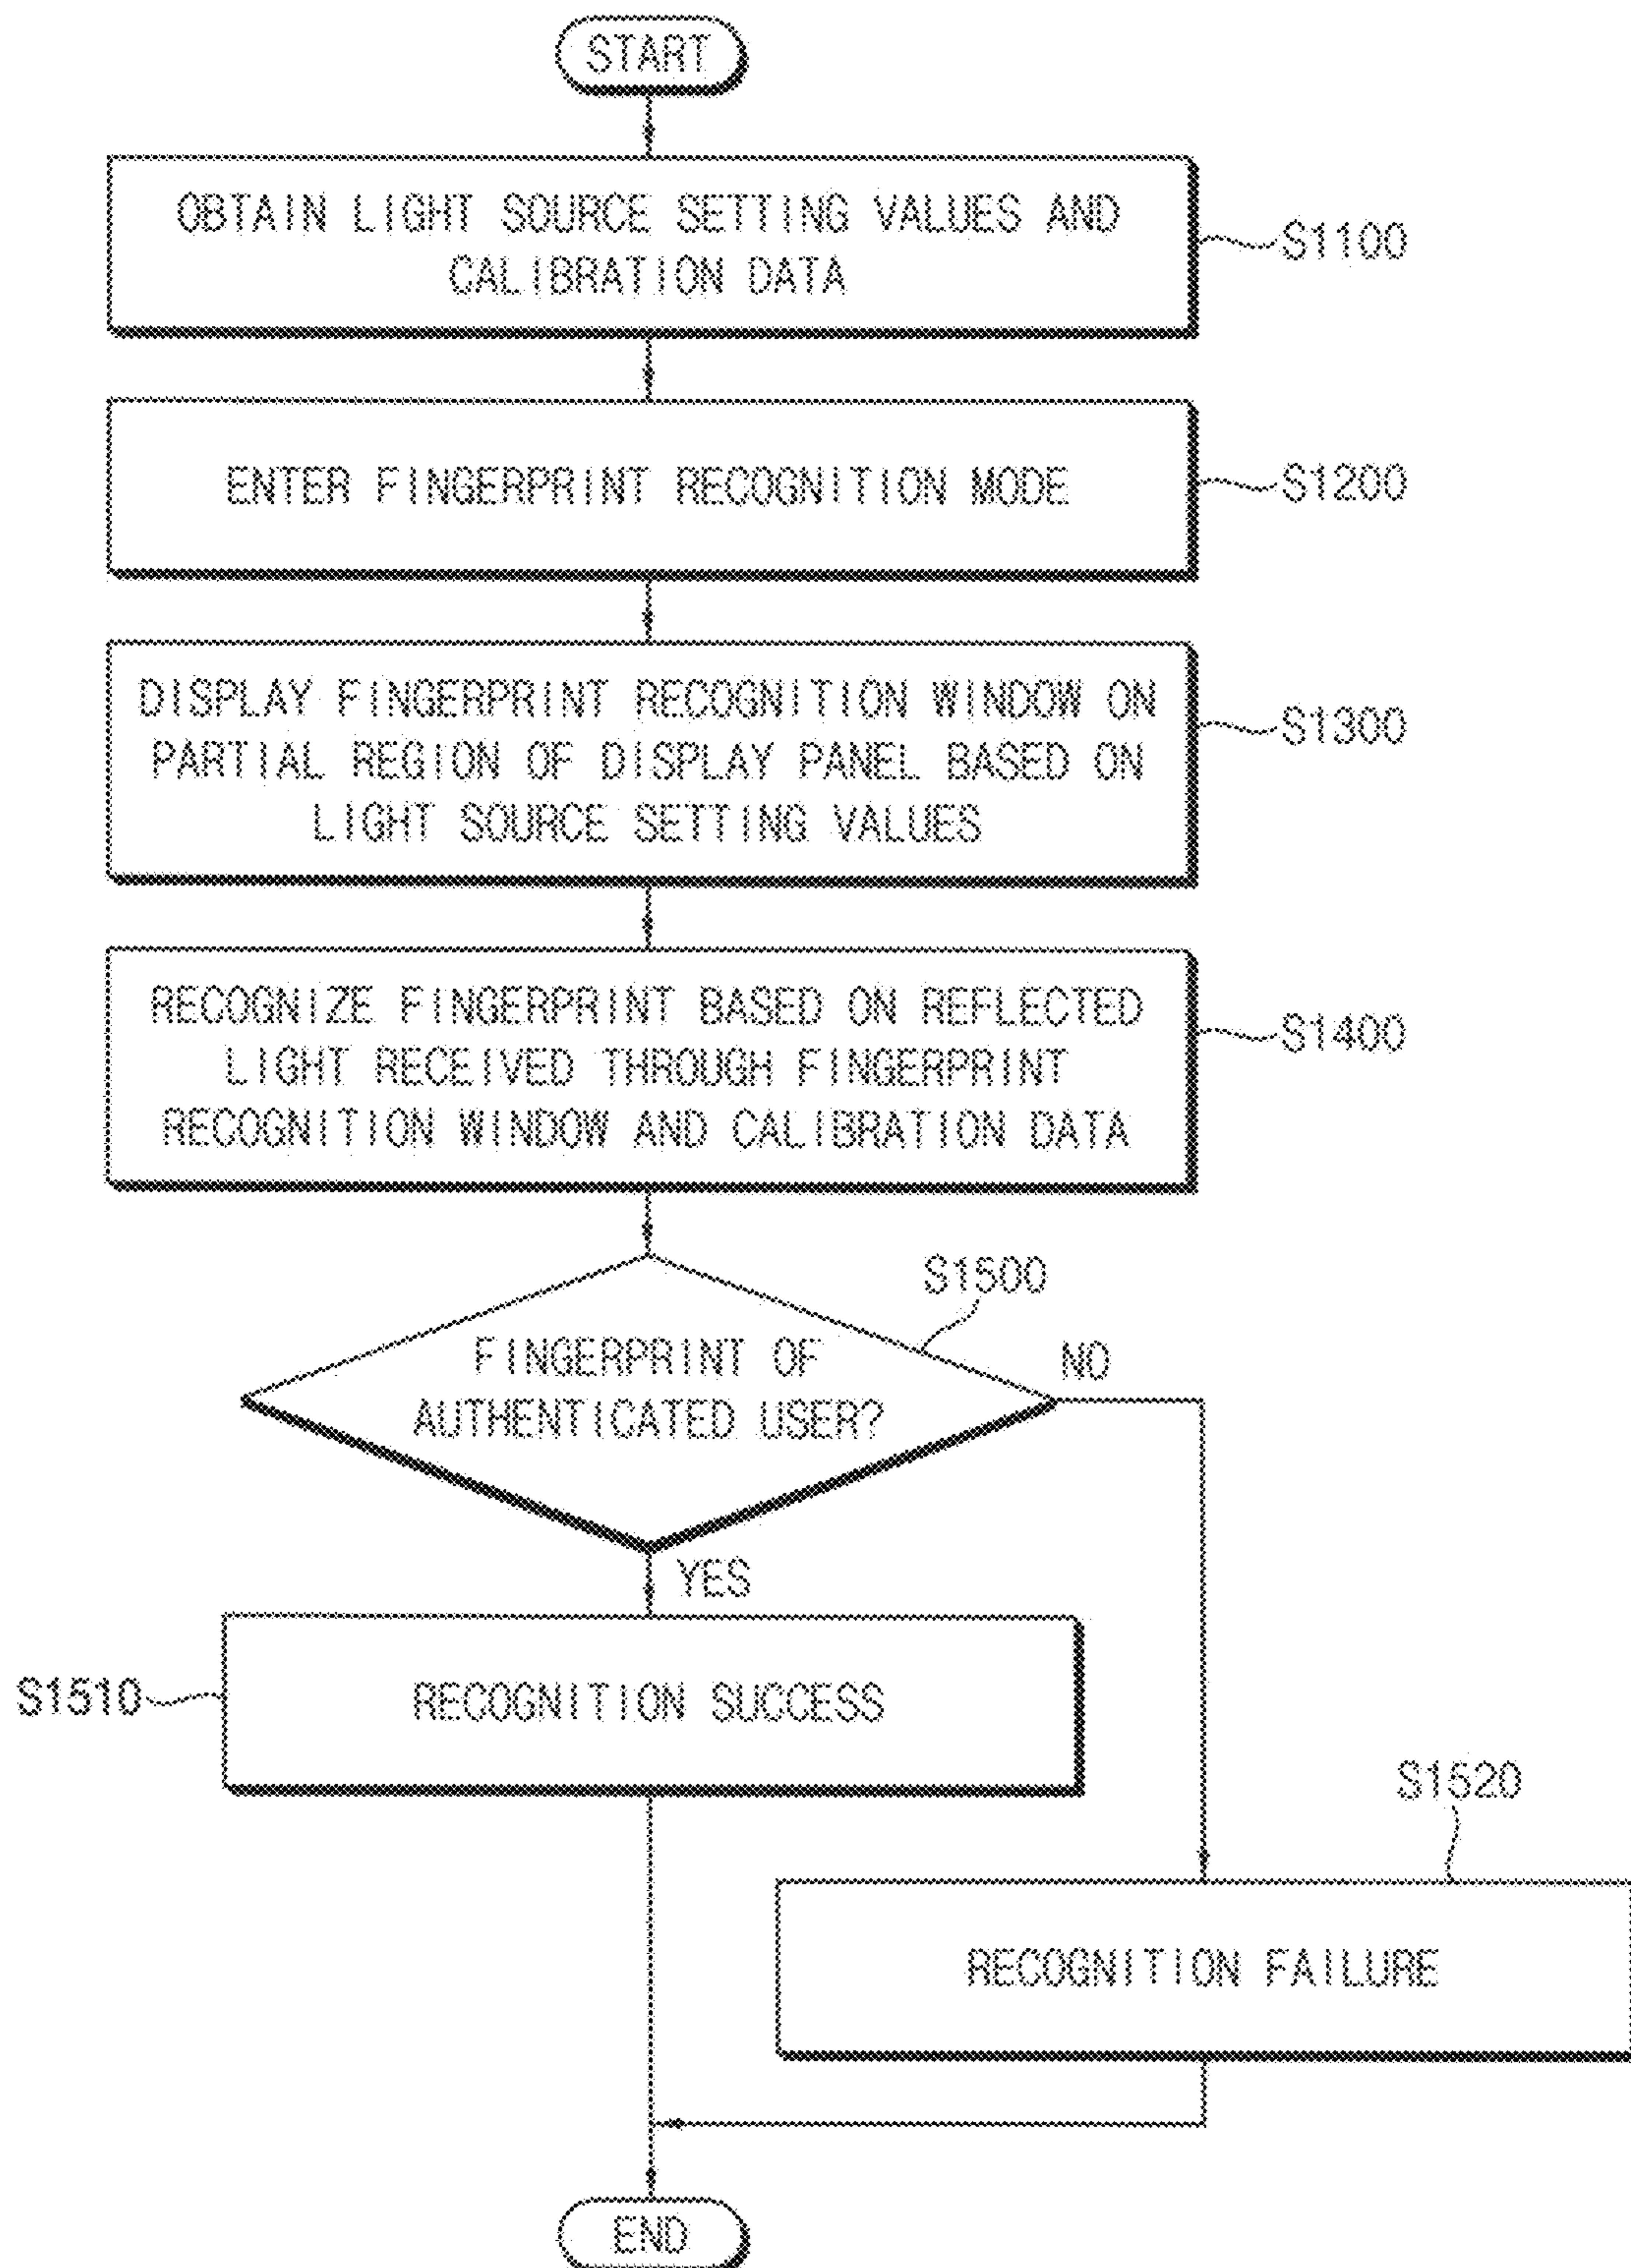 START
OBTAIN LIGHT SOURCE SETTING VALUES AND
CALIBRATION DATA
S1100
ENTER FINGERPRINT RECOGNITION MODE
S1200
DISPLAY FINGERPRINT RECOGNITION WINDOW ON
PARTIAL REGION OF DISPLAY PANEL BASED ON
LIGHT SOURCE SETTING VALUES
S1300
RECOGNIZE FINGERPRINT BASED ON REFLECTED
LIGHT RECEIVED THROUGH FINGERPRINT
RECOGNITION WINDOW AND CALIBRATION DATA
S1400
S1500
FINGERPRINT OF
AUTHENTICATED USER?
NO
YES
S1510
RECOGNITION SUCCESS
S1520
RECOGNITION FAILURE
END